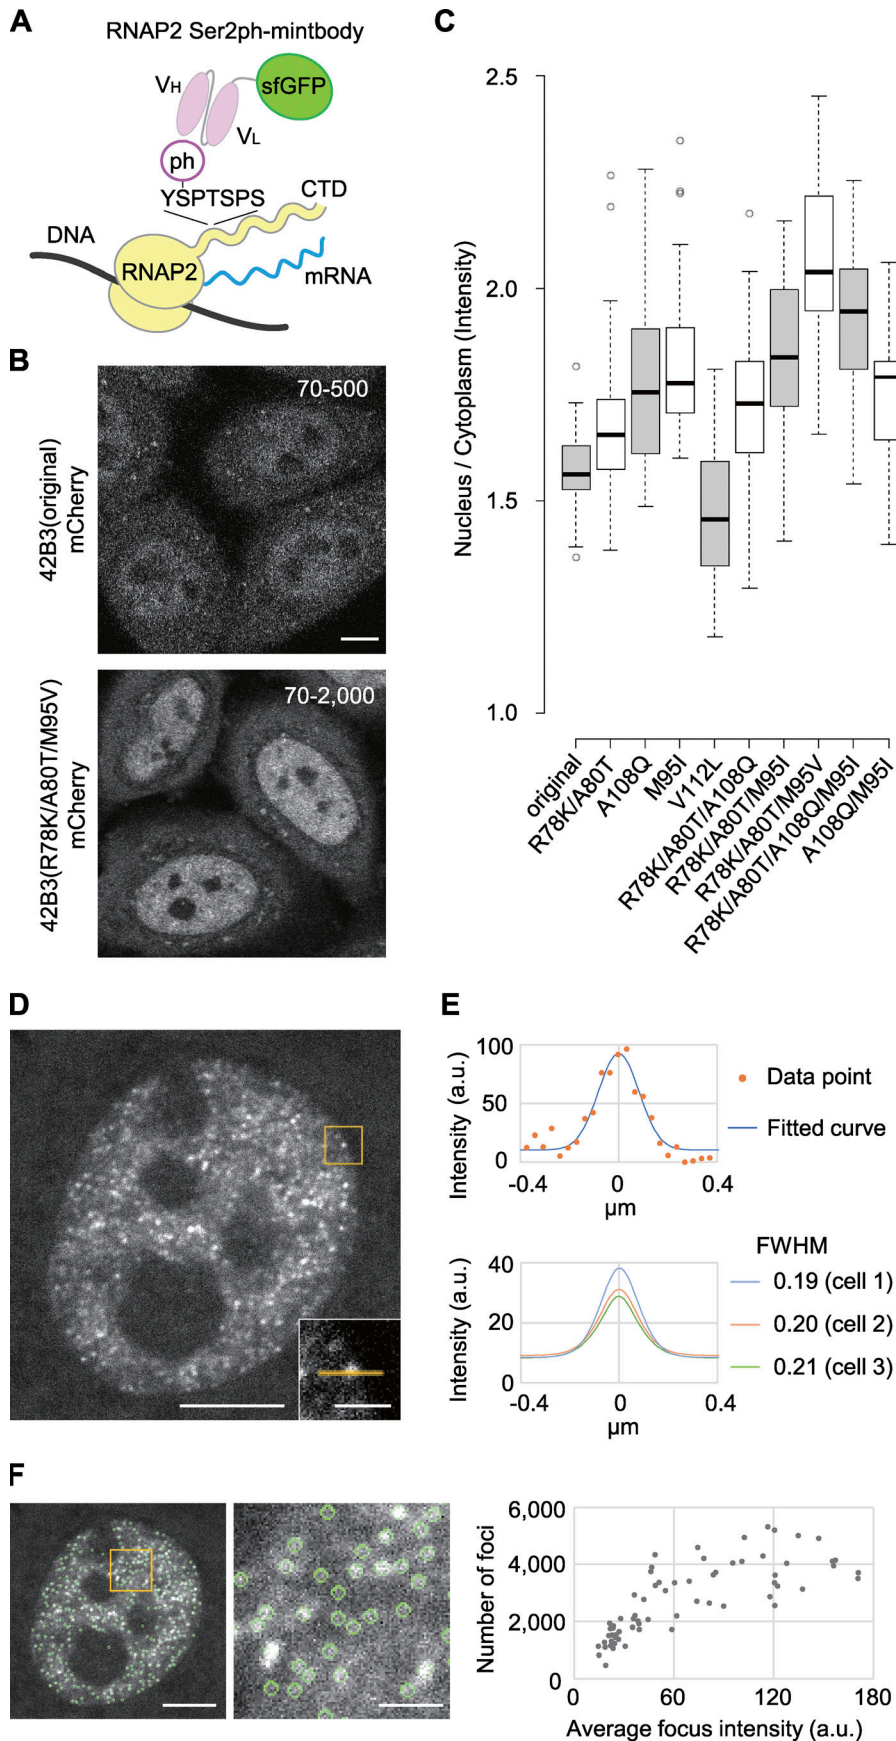 A
RNAP2 Ser2ph-mintbody
VH
sfGFP
VL
ph
YSPTSPS
CTD
DNA
RNAP2
mRNA
B
70-500
42B3(original)
mCherry
70-2,000
42B3(R78K/A80T/M95V)
mCherry
C
2.5
2.0
1.5
1.0
Nucleus / Cytoplasm (Intensity)
original
R78K/A80T
A108Q
M95I
V112L
R78K/A80T/A108Q
R78K/A80T/M95I
R78K/A80T/M95V
R78K/A80T/A108Q/M95I
A108Q/M95I
D
E
100
50
0
Intensity (a.u.)
-0.4
0
0.4
µm
Data point
Fitted curve
40
20
0
Intensity (a.u.)
-0.4
0
0.4
µm
FWHM
0.19 (cell 1)
0.20 (cell 2)
0.21 (cell 3)
F
6,000
4,000
2,000
0
Number of foci
0
60
120
180
Average focus intensity (a.u.)